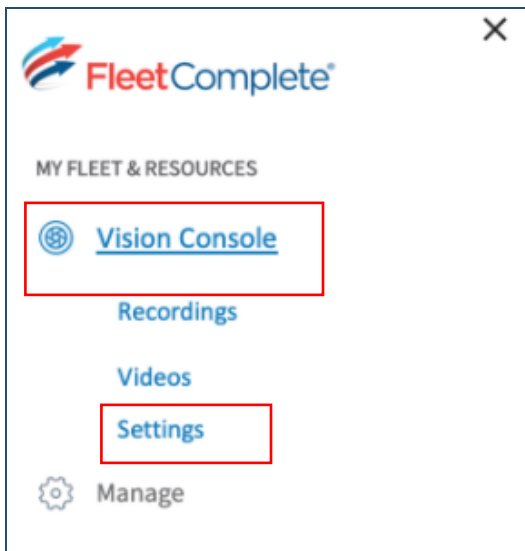 FleetComplete®
MY FLEET & RESOURCES
Vision Console
Recordings
Videos
Settings
Manage